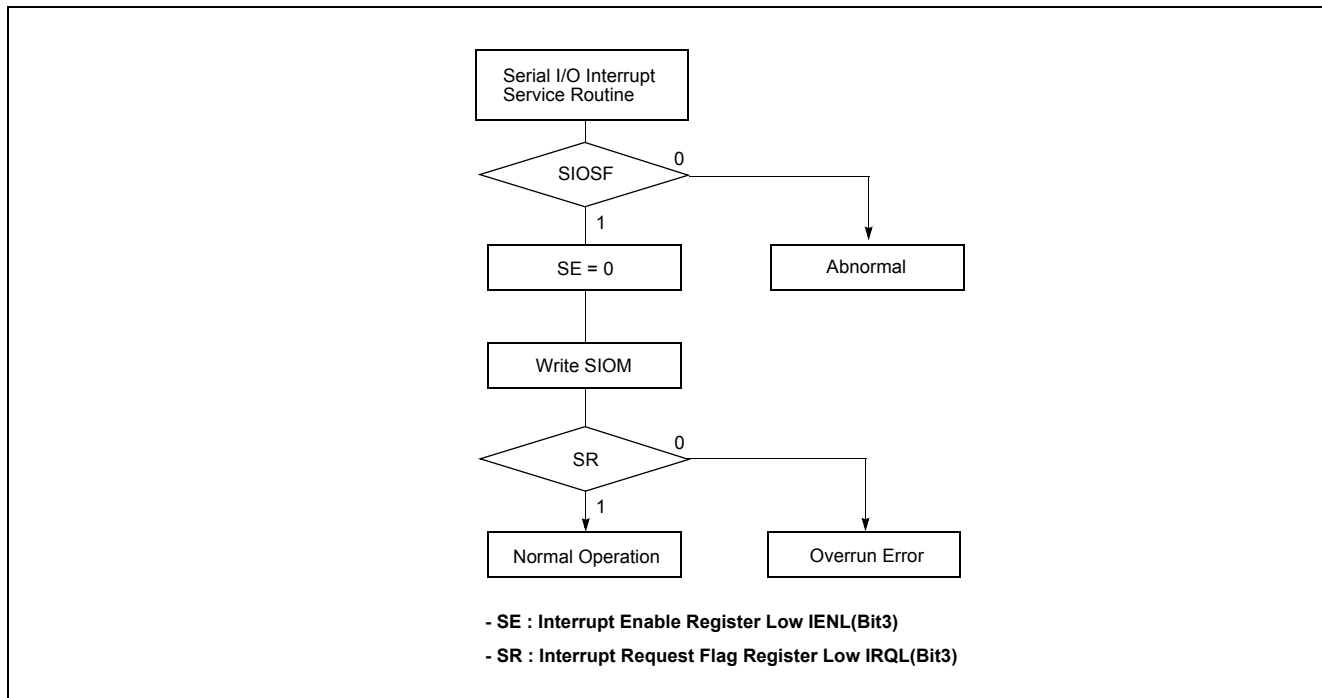 Serial I/O Interrupt
Service Routine
SIOSF
0
1
SE = 0
Abnormal
Write SIOM
SR
0
1
Normal Operation
Overrun Error
- SE : Interrupt Enable Register Low IENL(Bit3)
- SR : Interrupt Request Flag Register Low IRQL(Bit3)